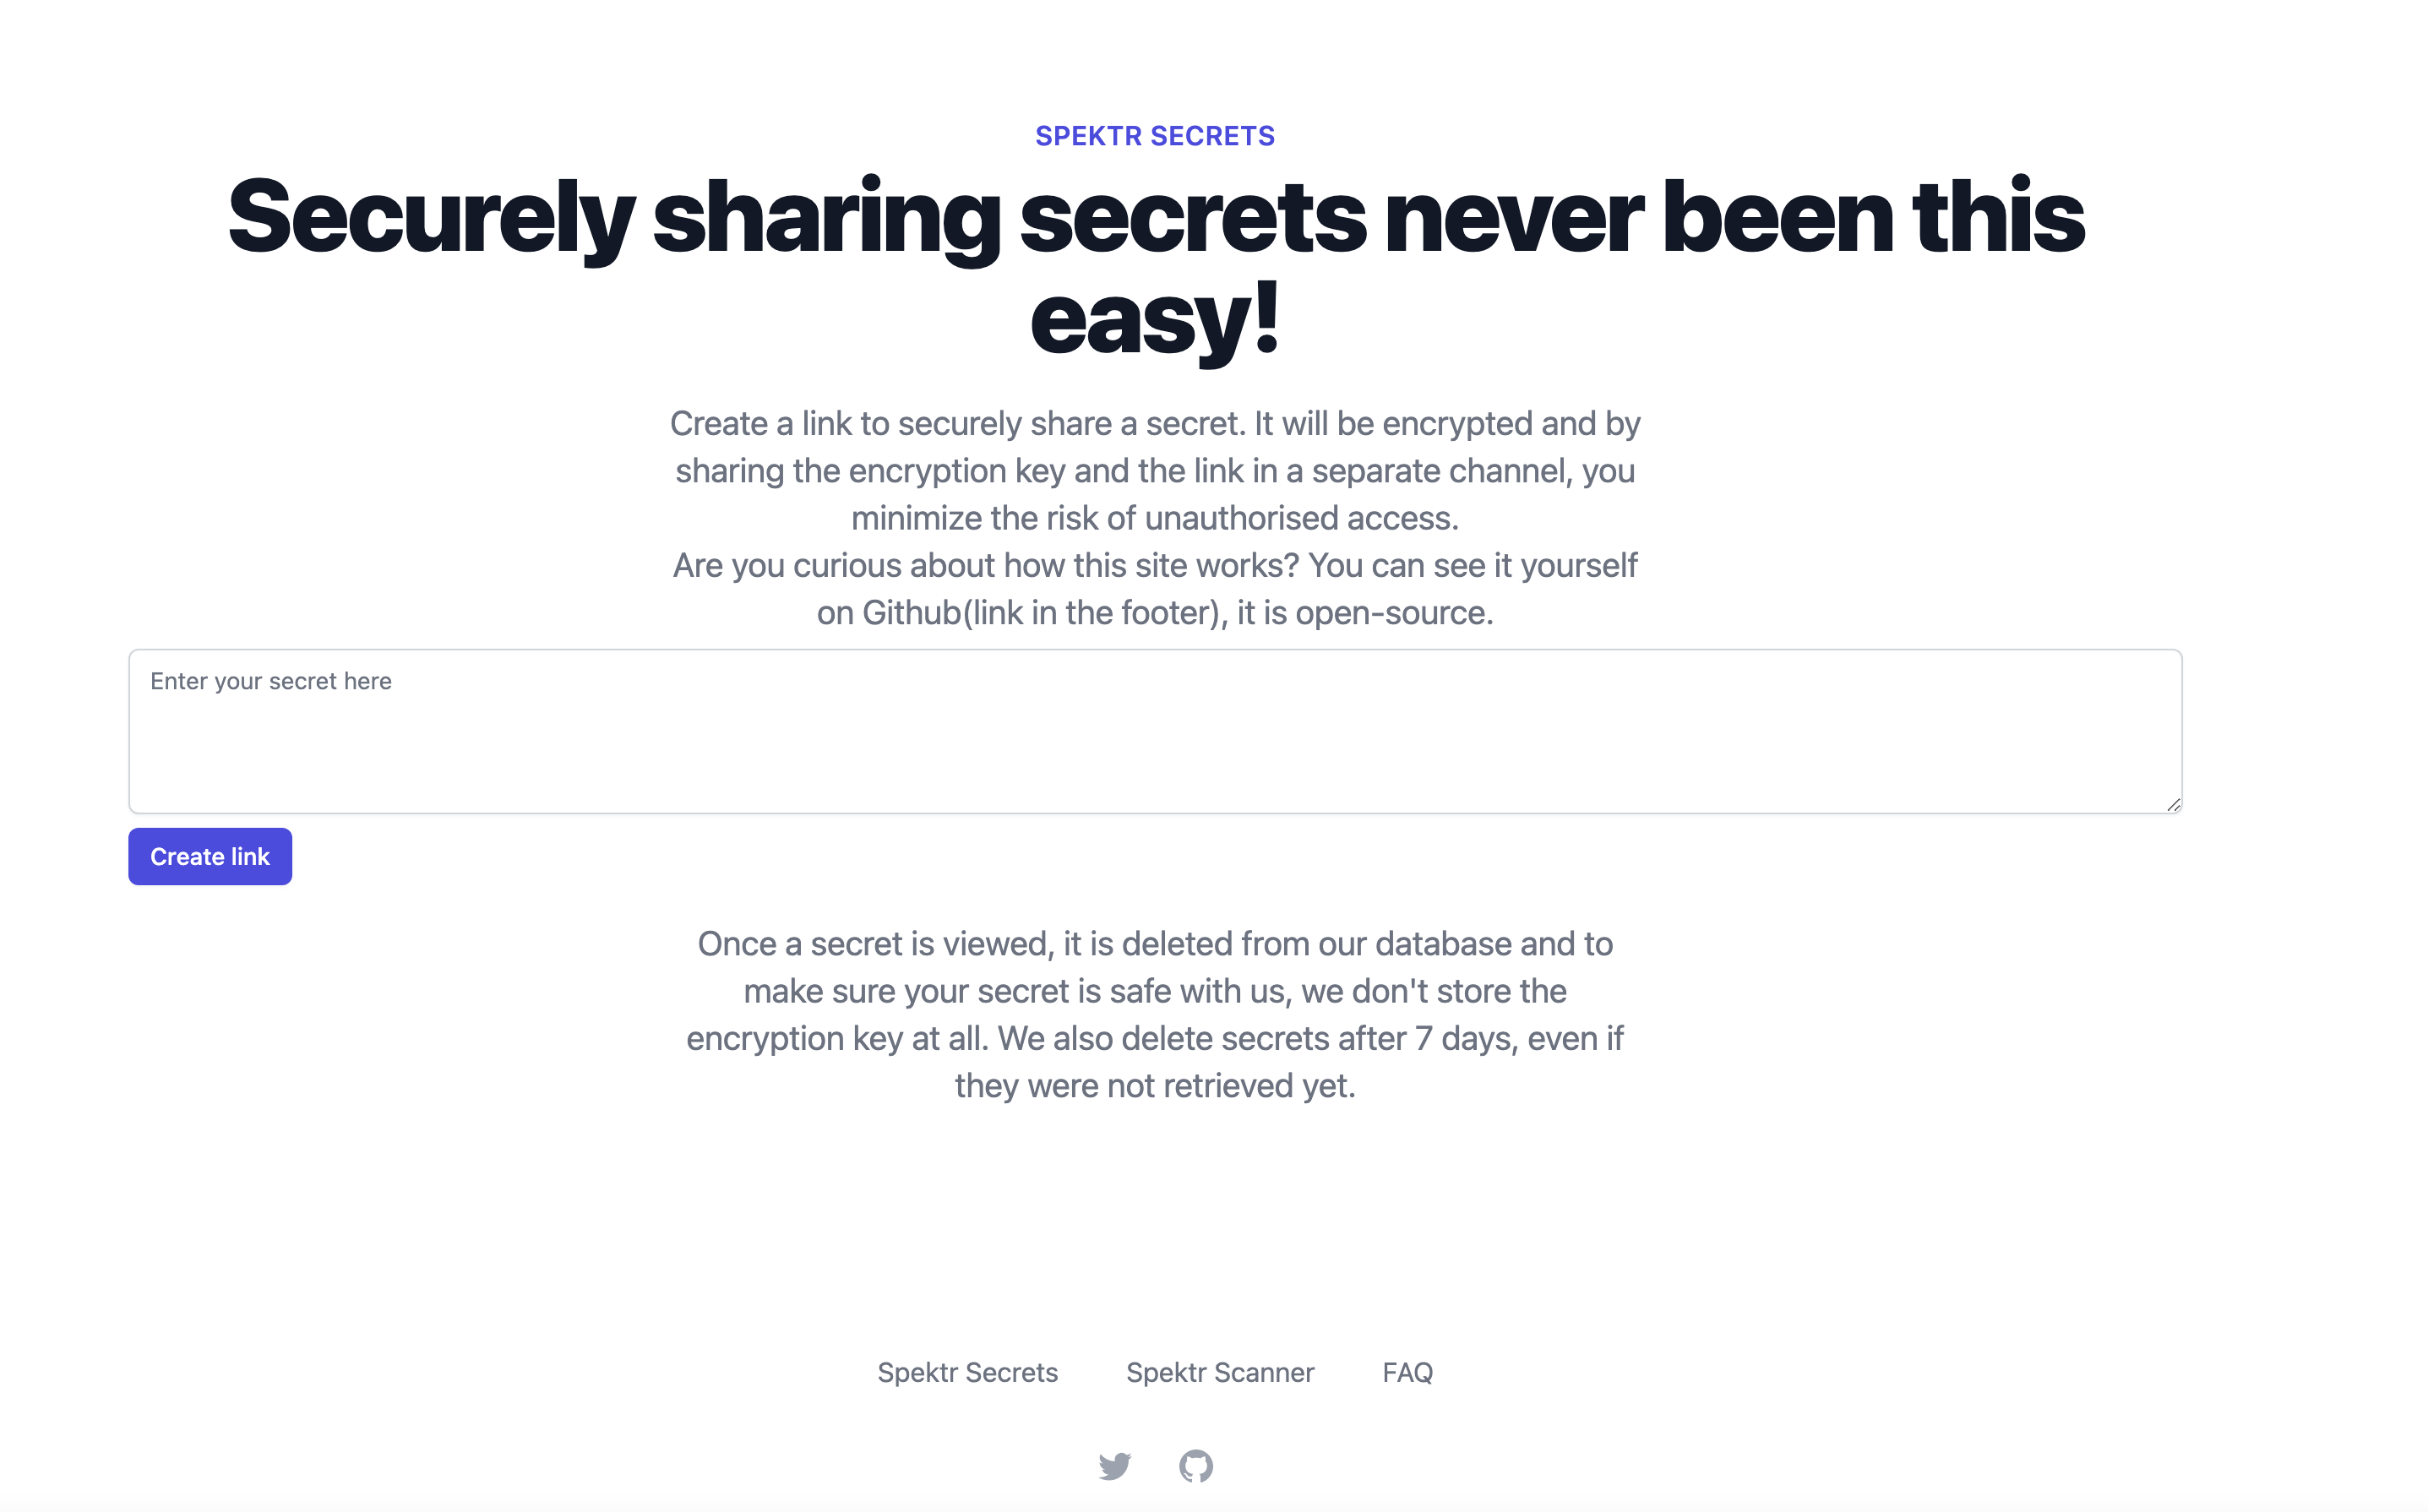 SPEKTR SECRETS
Securely sharing secrets never been this
easy!
Create a link to securely share a secret. It will be encrypted and by
sharing the encryption key and the link in a separate channel, you
minimize the risk of unauthorised access.
Are you curious about how this site works? You can see it yourself
on Github(link in the footer), it is open-source.
Enter your secret here
Create link
Once a secret is viewed, it is deleted from our database and to
make sure your secret is safe with us, we don't store the
encryption key at all. We also delete secrets after 7 days, even if
they were not retrieved yet.
Spektr Secrets Spektr Scanner FAQ